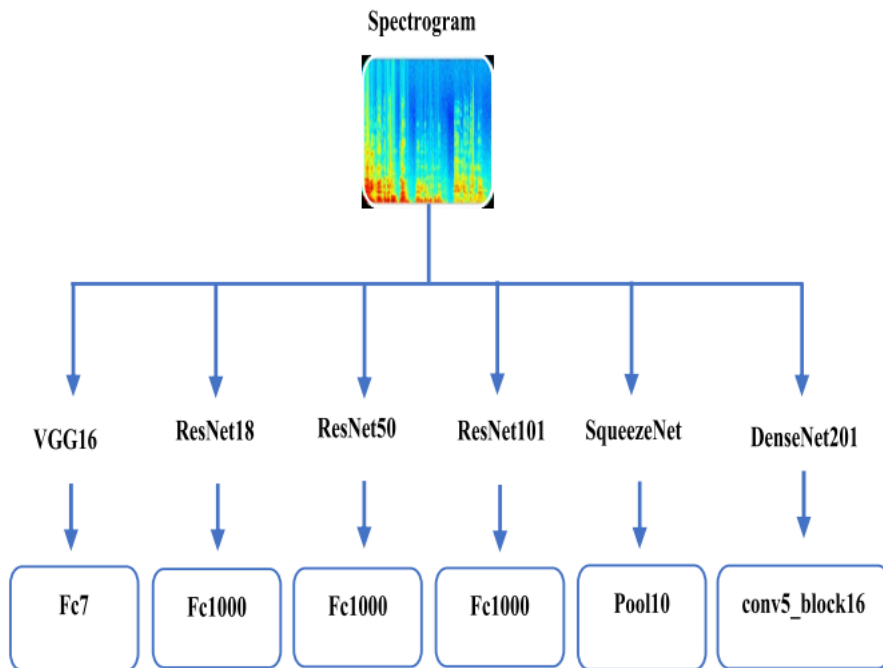 Spectrogram
VGG16
ResNet18
ResNet50
ResNet101
SqueezeNet
DenseNet201
Fc7
Fc1000
Fc1000
Fc1000
Pool10
conv5_block16